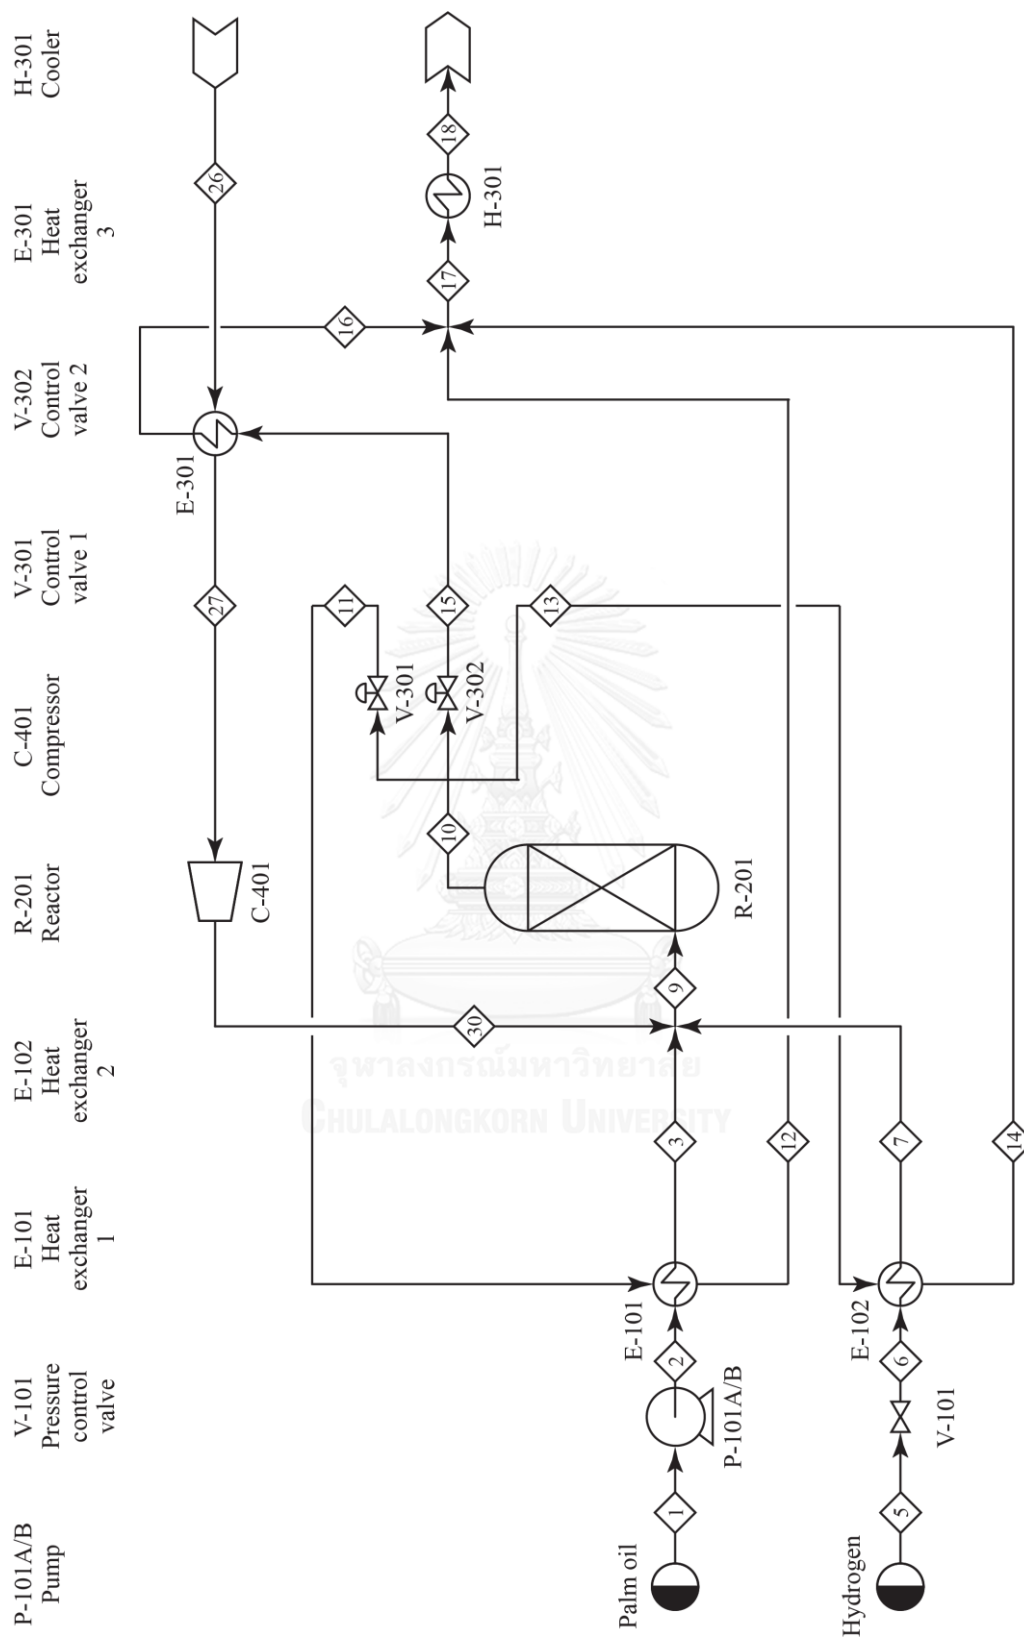 P-101A/B
Pump
V-101
Pressure
control
valve
E-101
Heat
exchanger
1
E-102
Heat
exchanger
2
R-201
Reactor
C-401
Compressor
V-301
Control
valve 1
V-302
Control
valve 2
E-301
Heat
exchanger
3
H-301
Cooler
C-401
27
E-301
26
30
11
V-301
10
V-302
15
16
13
17
H-301
18
Palm oil
1
P-101A/B
2
E-101
3
9
R-201
12
Hydrogen
5
V-101
6
E-102
7
14
จุฬาลงกรณ์มหาวิทยาลัย
CHULALONGKORN UNIVERSITY